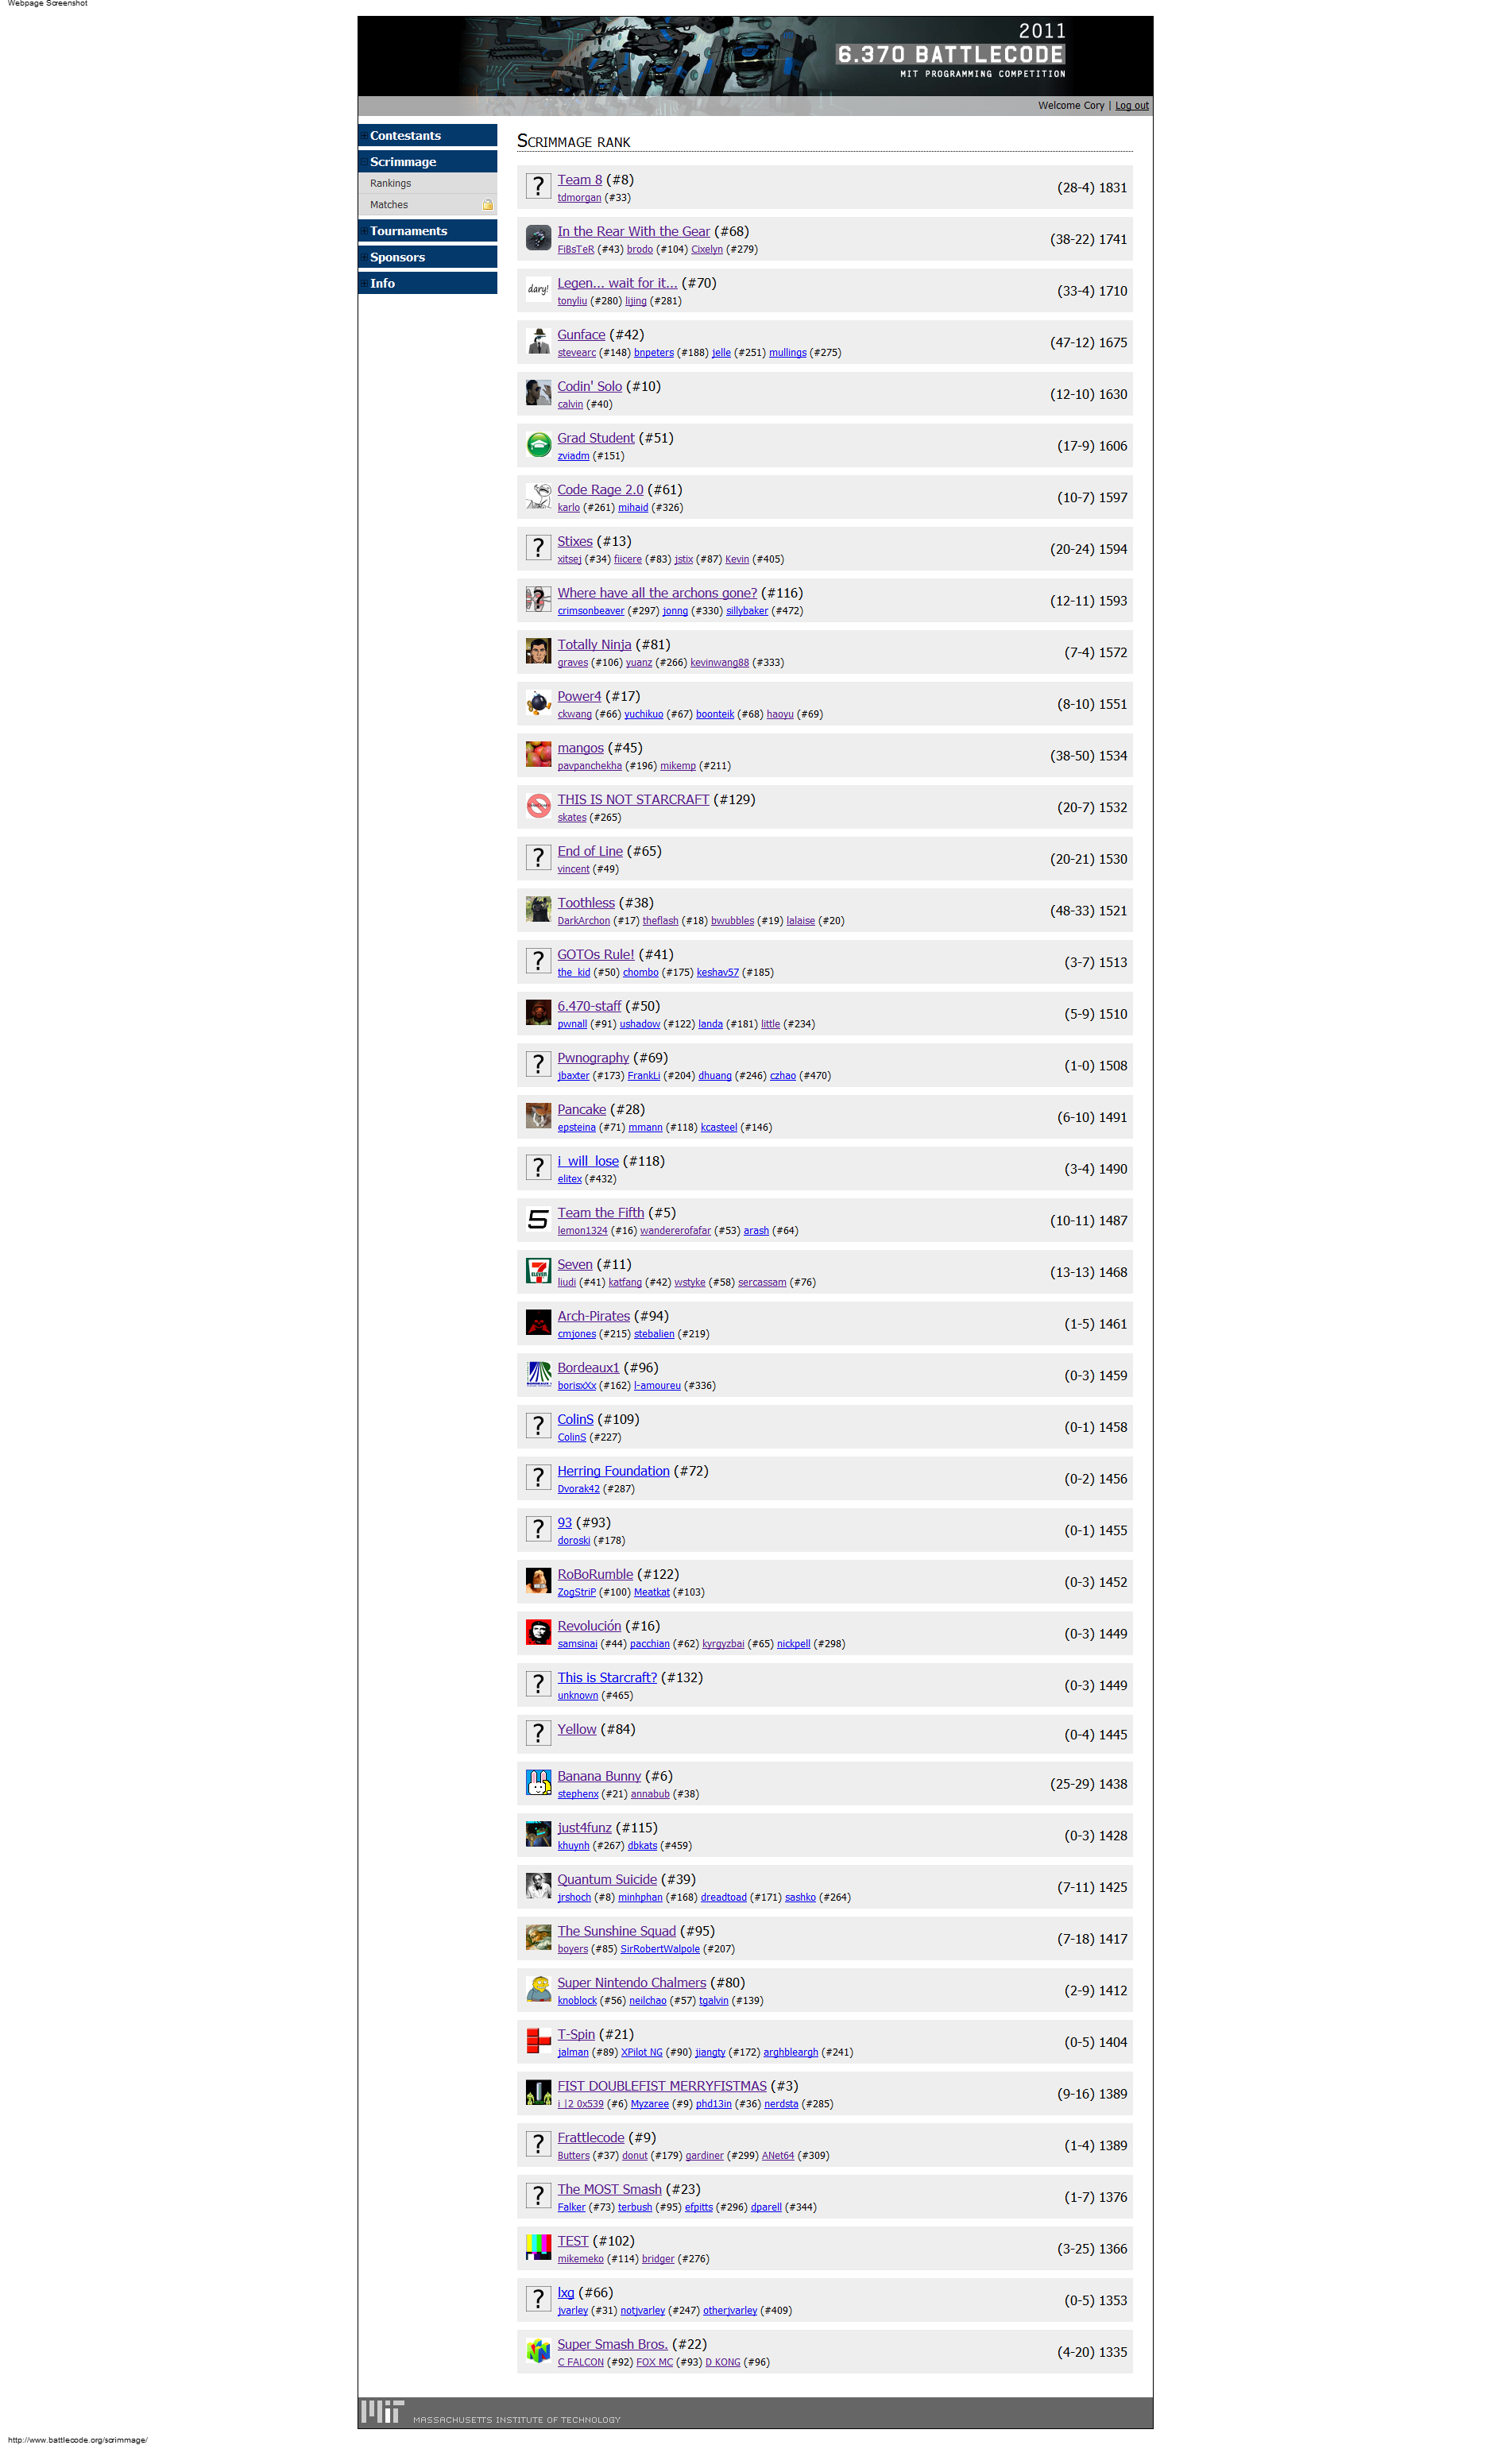 Webpage Screenshot
2011
6.370 BATTLECODE
MIT PROGRAMMING COMPETITION
Welcome Cory | Log out
Contestants
Scrimmage
Rankings
Matches
Tournaments
Sponsors
Info
SCRIMMAGE RANK
Team 8 (#8)
tdmorgan (#33)
(28-4) 1831
In the Rear With the Gear (#68)
FiBsTeR (#43) brodo (#104) Cixelyn (#279)
(38-22) 1741
dary!
Legen... wait for it... (#70)
tonyliu (#280) lijing (#281)
(33-4) 1710
Gunface (#42)
stevearc (#148) bnpeters (#188) jelle (#251) mullings (#275)
(47-12) 1675
Codin' Solo (#10)
calvin (#40)
(12-10) 1630
Grad Student (#51)
zviadm (#151)
(17-9) 1606
Code Rage 2.0 (#61)
karlo (#261) mihaid (#326)
(10-7) 1597
Stixes (#13)
xitsej (#34) fiicere (#83) jstix (#87) Kevin (#405)
(20-24) 1594
Where have all the archons gone? (#116)
crimsonbeaver (#297) jonng (#330) sillybaker (#472)
(12-11) 1593
Totally Ninja (#81)
graves (#106) yuanz (#266) kevinwang88 (#333)
(7-4) 1572
Power4 (#17)
ckwang (#66) yuchikuo (#67) boonteik (#68) haoyu (#69)
(8-10) 1551
mangos (#45)
pavpanchekha (#196) mikemp (#211)
(38-50) 1534
THIS IS NOT STARCRAFT (#129)
skates (#265)
(20-7) 1532
End of Line (#65)
vincent (#49)
(20-21) 1530
Toothless (#38)
DarkArchon (#17) theflash (#18) bwubbles (#19) lalaise (#20)
(48-33) 1521
GOTOs Rule! (#41)
the_kid (#50) chombo (#175) keshav57 (#185)
(3-7) 1513
6.470-staff (#50)
pwnall (#91) ushadow (#122) landa (#181) little (#234)
(5-9) 1510
Pwnography (#69)
jbaxter (#173) FrankLi (#204) dhuang (#246) czhao (#470)
(1-0) 1508
Pancake (#28)
epsteina (#71) mmann (#118) kcasteel (#146)
(6-10) 1491
i_will_lose (#118)
elitex (#432)
(3-4) 1490
5
Team the Fifth (#5)
lemon1324 (#16) wandererofafar (#53) arash (#64)
(10-11) 1487
7 ELEVEN
Seven (#11)
liudi (#41) katfang (#42) wstyke (#58) sercassam (#76)
(13-13) 1468
Arch-Pirates (#94)
cmjones (#215) stebalien (#219)
(1-5) 1461
Bordeaux1 (#96)
borisxXx (#162) l-amoureu (#336)
(0-3) 1459
ColinS (#109)
ColinS (#227)
(0-1) 1458
Herring Foundation (#72)
Dvorak42 (#287)
(0-2) 1456
93 (#93)
doroski (#178)
(0-1) 1455
RoBoRumble (#122)
ZogStriP (#100) Meatkat (#103)
(0-3) 1452
Revolución (#16)
samsinai (#44) pacchian (#62) kyrgyzbai (#65) nickpell (#298)
(0-3) 1449
This is Starcraft? (#132)
unknown (#465)
(0-3) 1449
Yellow (#84)
(0-4) 1445
Banana Bunny (#6)
stephenx (#21) annabub (#38)
(25-29) 1438
just4funz (#115)
khuynh (#267) dbkats (#459)
(0-3) 1428
Quantum Suicide (#39)
jrshoch (#8) minhphan (#168) dreadtoad (#171) sashko (#264)
(7-11) 1425
The Sunshine Squad (#95)
boyers (#85) SirRobertWalpole (#207)
(7-18) 1417
Super Nintendo Chalmers (#80)
knoblock (#56) neilchao (#57) tgalvin (#139)
(2-9) 1412
T-Spin (#21)
jalman (#89) XPilot NG (#90) jiangty (#172) arghbleargh (#241)
(0-5) 1404
FIST DOUBLEFIST MERRYFISTMAS (#3)
i_|2_0x539 (#6) Myzaree (#9) phd13in (#36) nerdsta (#285)
(9-16) 1389
Frattlecode (#9)
Butters (#37) donut (#179) gardiner (#299) ANet64 (#309)
(1-4) 1389
The MOST Smash (#23)
Falker (#73) terbush (#95) efpitts (#296) dparell (#344)
(1-7) 1376
TEST (#102)
mikemeko (#114) bridger (#276)
(3-25) 1366
lxg (#66)
jvarley (#31) notjvarley (#247) otherjvarley (#409)
(0-5) 1353
Super Smash Bros. (#22)
C FALCON (#92) FOX MC (#93) D KONG (#96)
(4-20) 1335
MIT MASSACHUSETTS INSTITUTE OF TECHNOLOGY
http://www.battlecode.org/scrimmage/